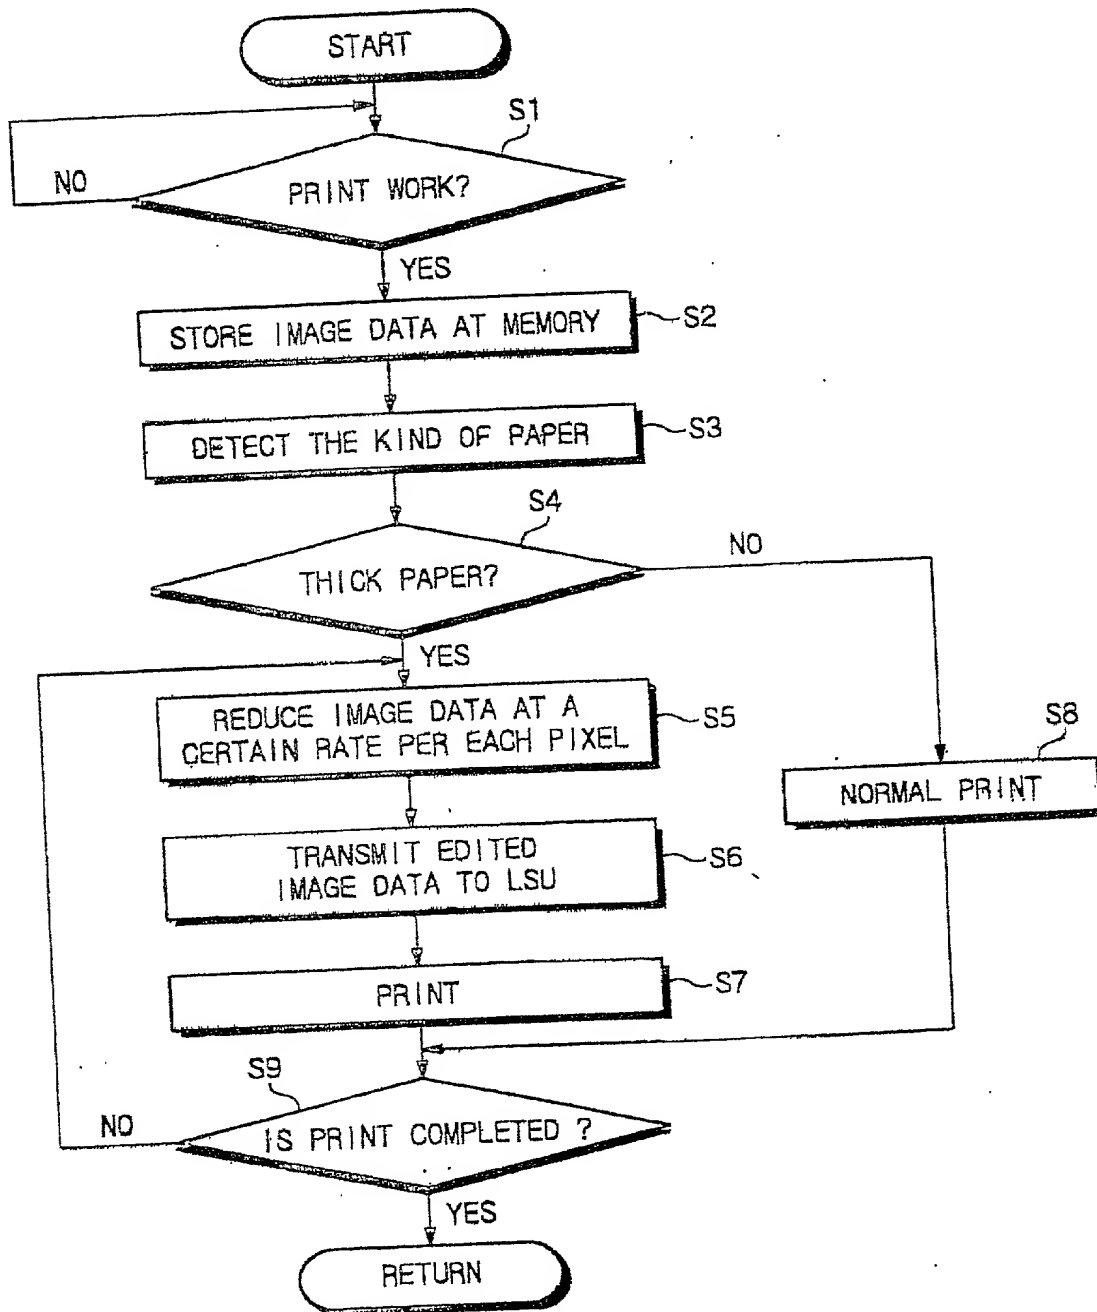 START
S1
NO
PRINT WORK?
YES
STORE IMAGE DATA AT MEMORY
S2
DETECT THE KIND OF PAPER
S3
S4
THICK PAPER?
NO
YES
REDUCE IMAGE DATA AT A
CERTAIN RATE PER EACH PIXEL
S5
S8
NORMAL PRINT
TRANSMIT EDITED
IMAGE DATA TO LSU
S6
PRINT
S7
S9
NO
IS PRINT COMPLETED ?
YES
RETURN